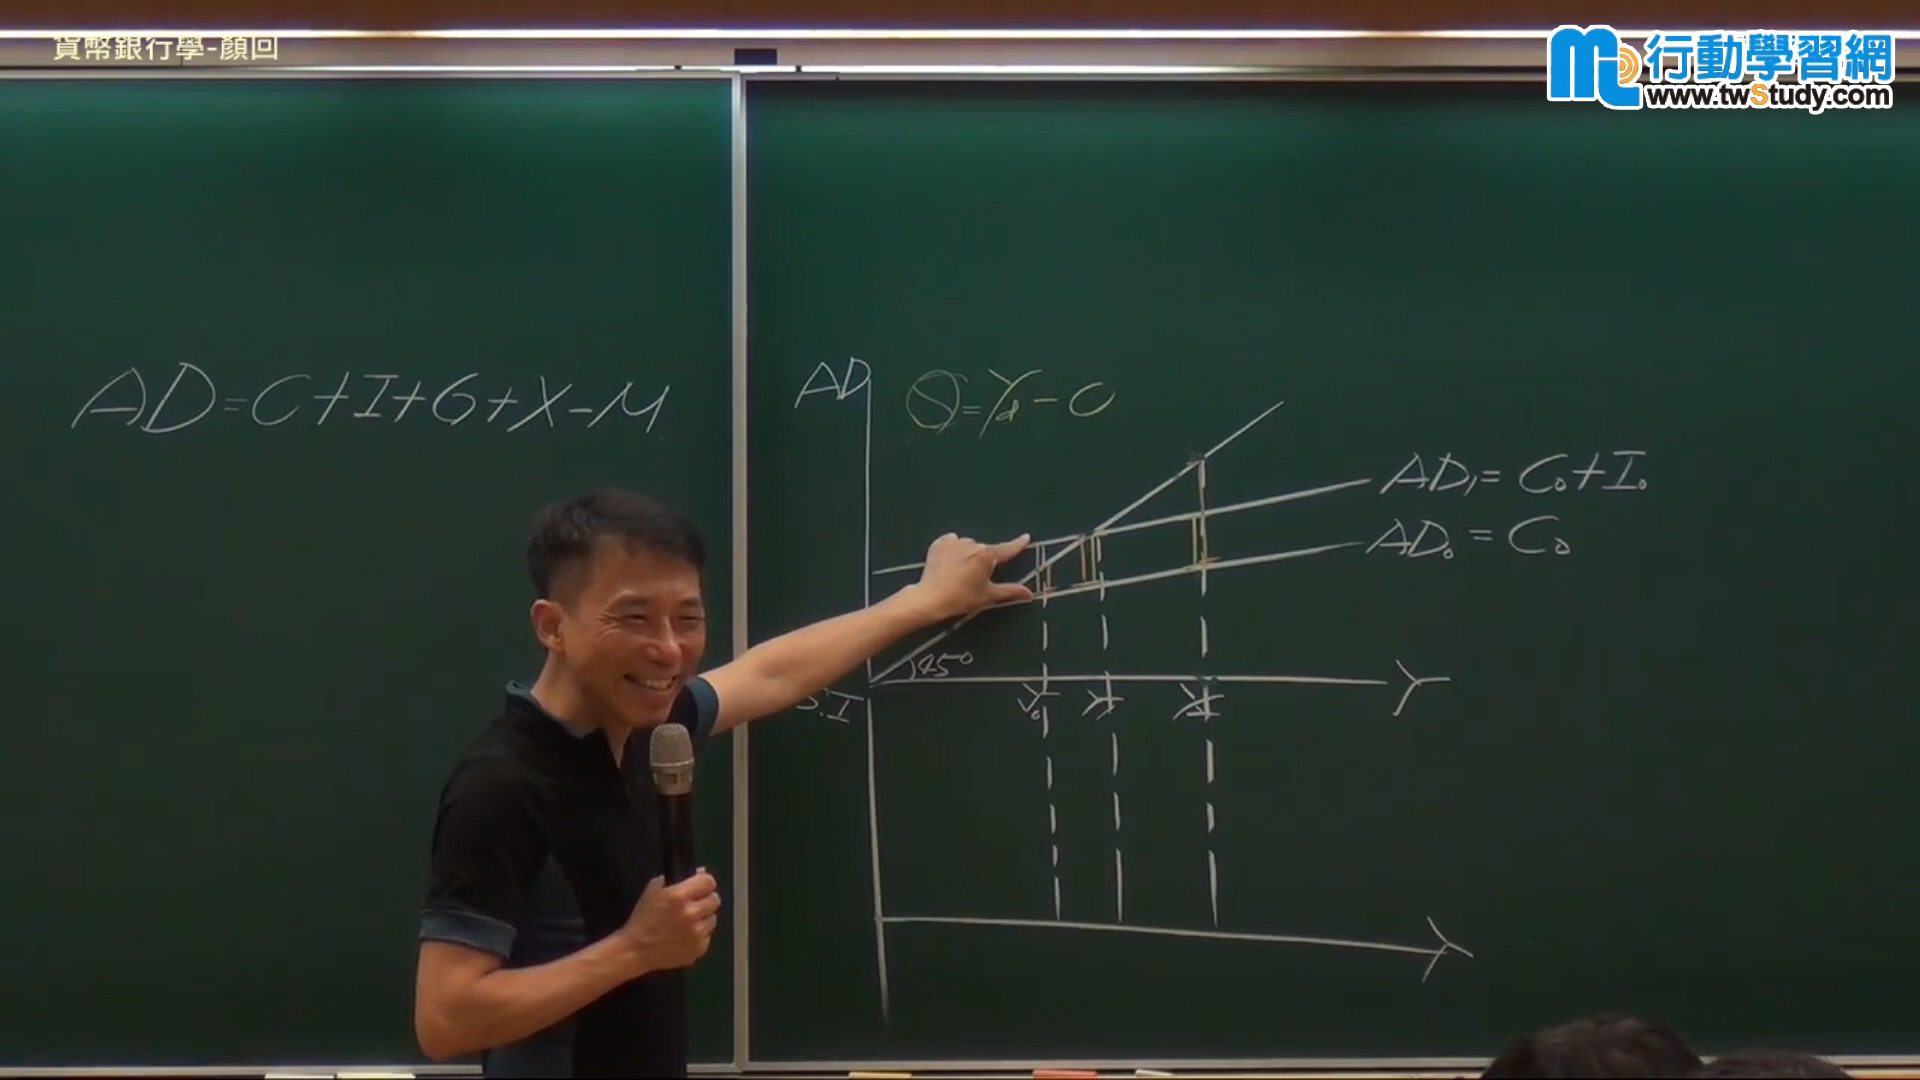 貨幣銀行學-顏回
行動學習網
www.twStudy.com
AD=C+I+G+X-M
AD
S=Yd-C
AD₁=C₀+I₀
AD₀=C₀
45°
Y₀
Y
S.I
Y